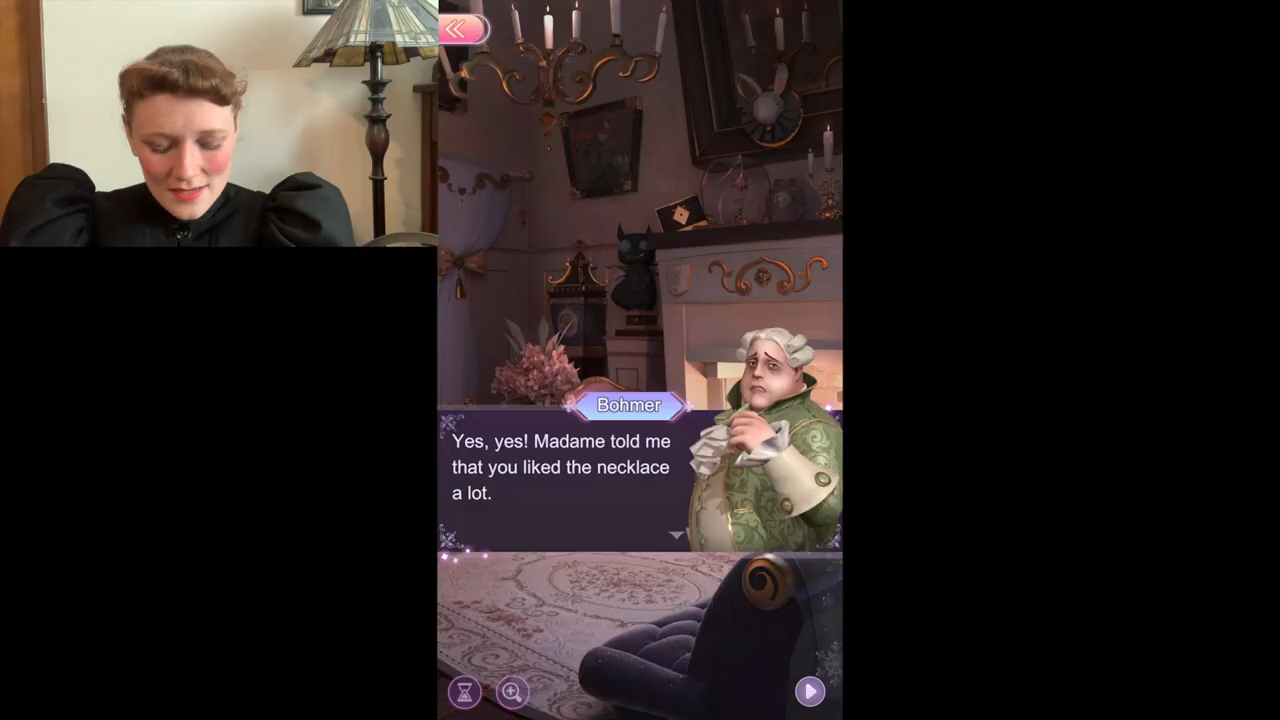 Bohmer
Yes, yes! Madame told me
that you liked the necklace
a lot.